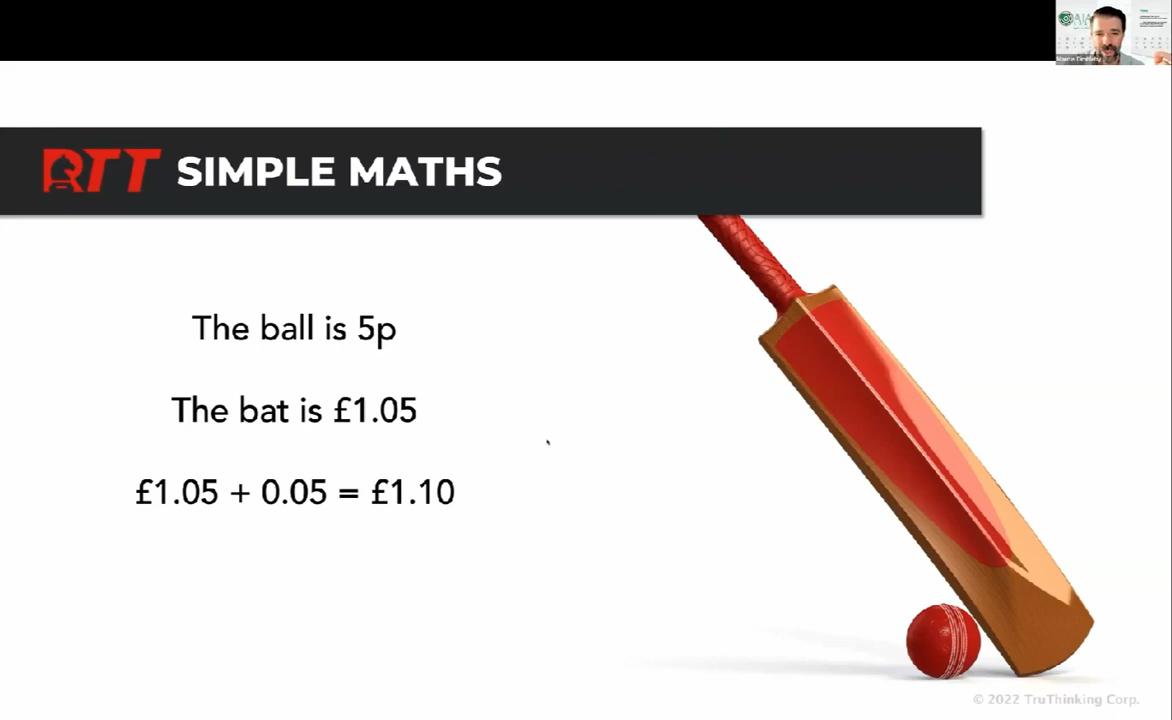 RTT SIMPLE MATHS
The ball is 5p
The bat is £1.05
£1.05 + 0.05 = £1.10
© 2022 TruThinking Corp.